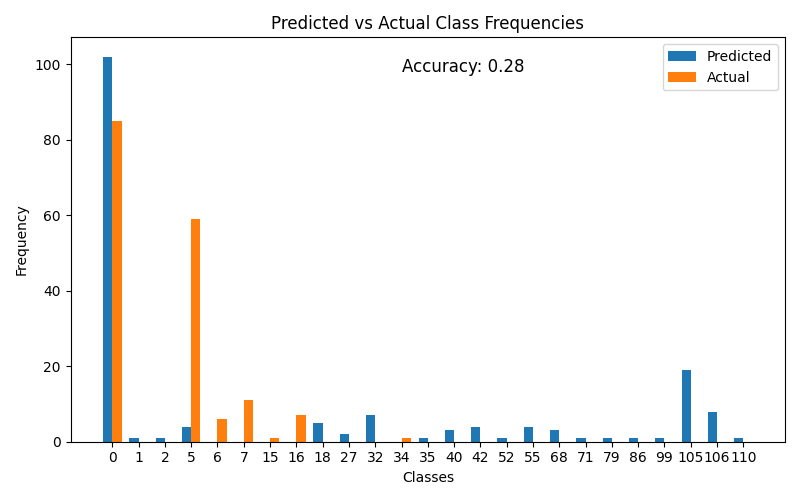 Predicted vs Actual Class Frequencies
Accuracy: 0.28
Predicted
Actual
Frequency
100
80
60
40
20
0
0 1 2 5 6 7 15 16 18 27 32 34 35 40 42 52 55 68 71 79 86 99 105 106 110
Classes